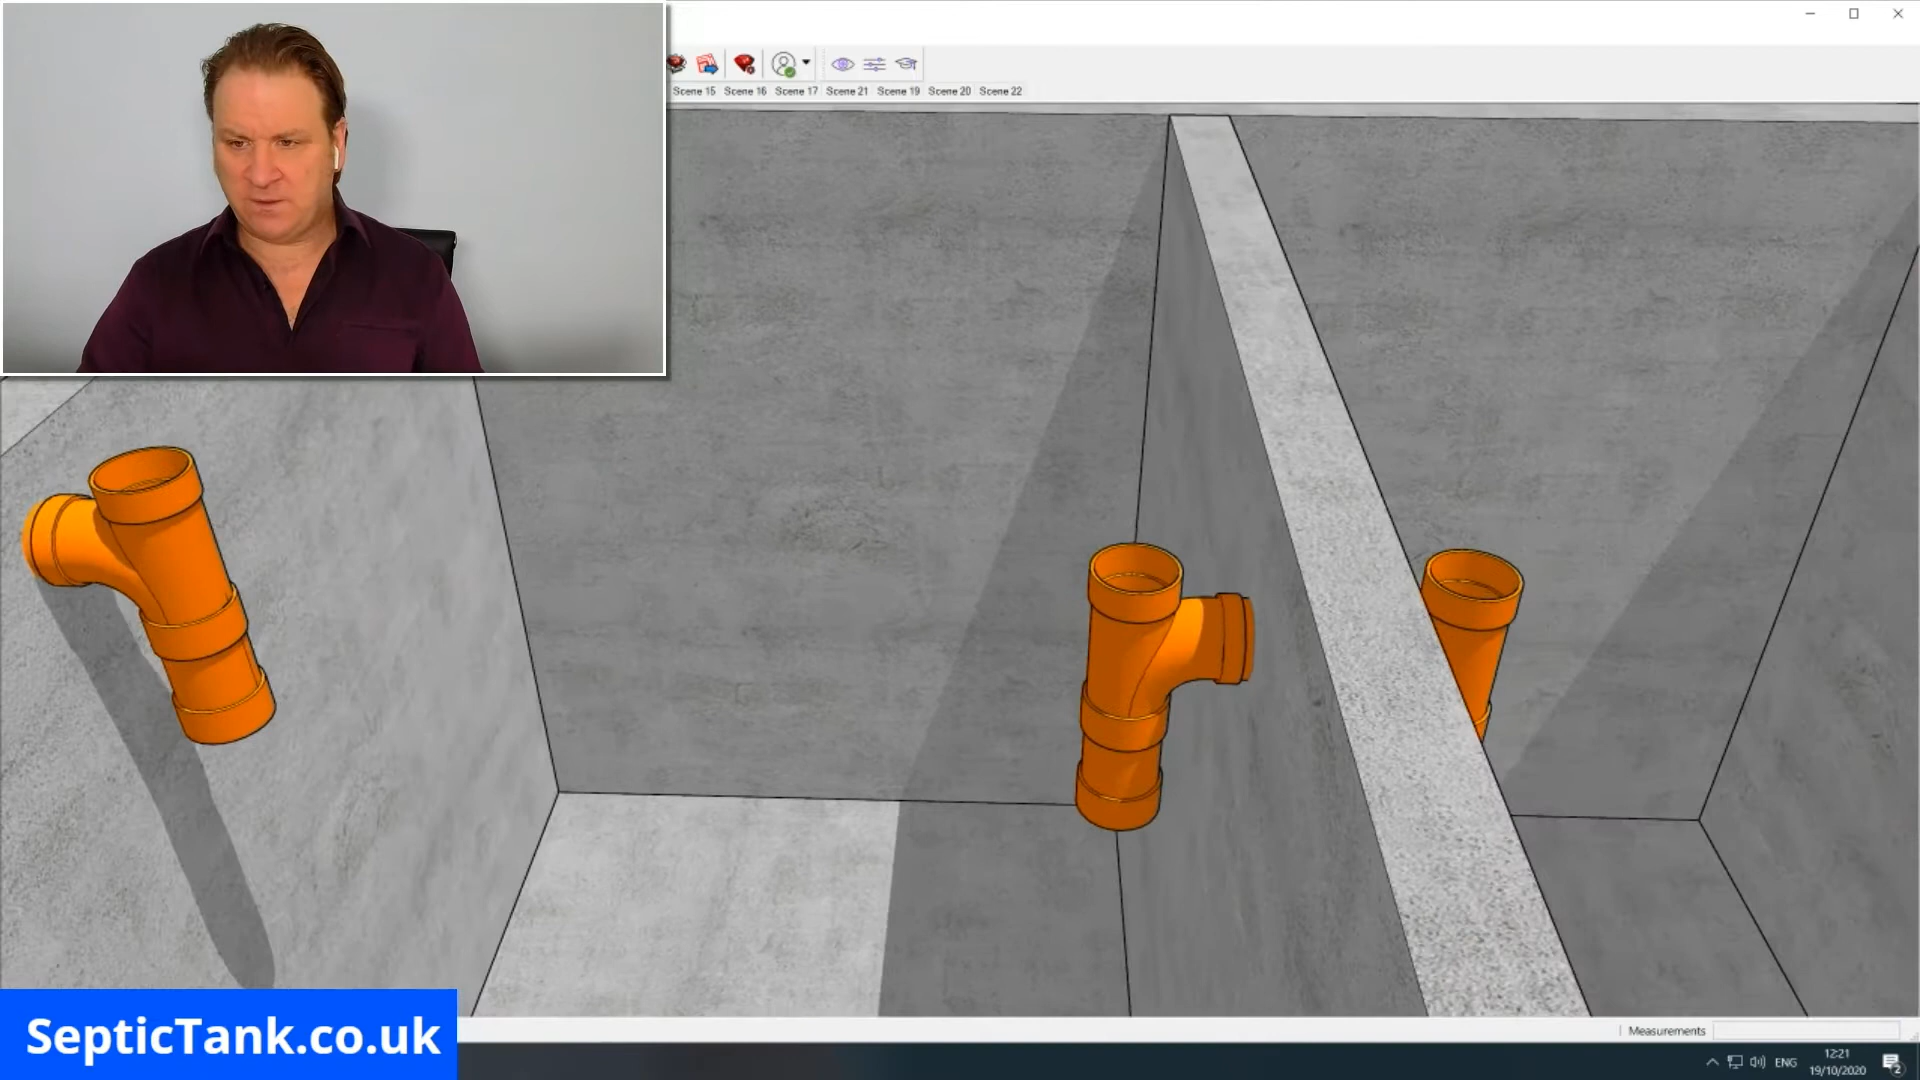 Scene 15 Scene 16 Scene 17 Scene 21 Scene 19 Scene 20 Scene 22
SepticTank.co.uk
Measurements
ENG
12:21
19/10/2020
2